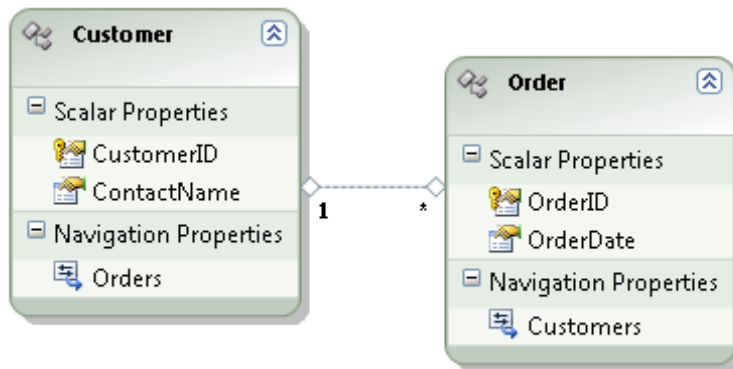 Customer
Scalar Properties
CustomerID
ContactName
Navigation Properties
Orders
1
*
Order
Scalar Properties
OrderID
OrderDate
Navigation Properties
Customers